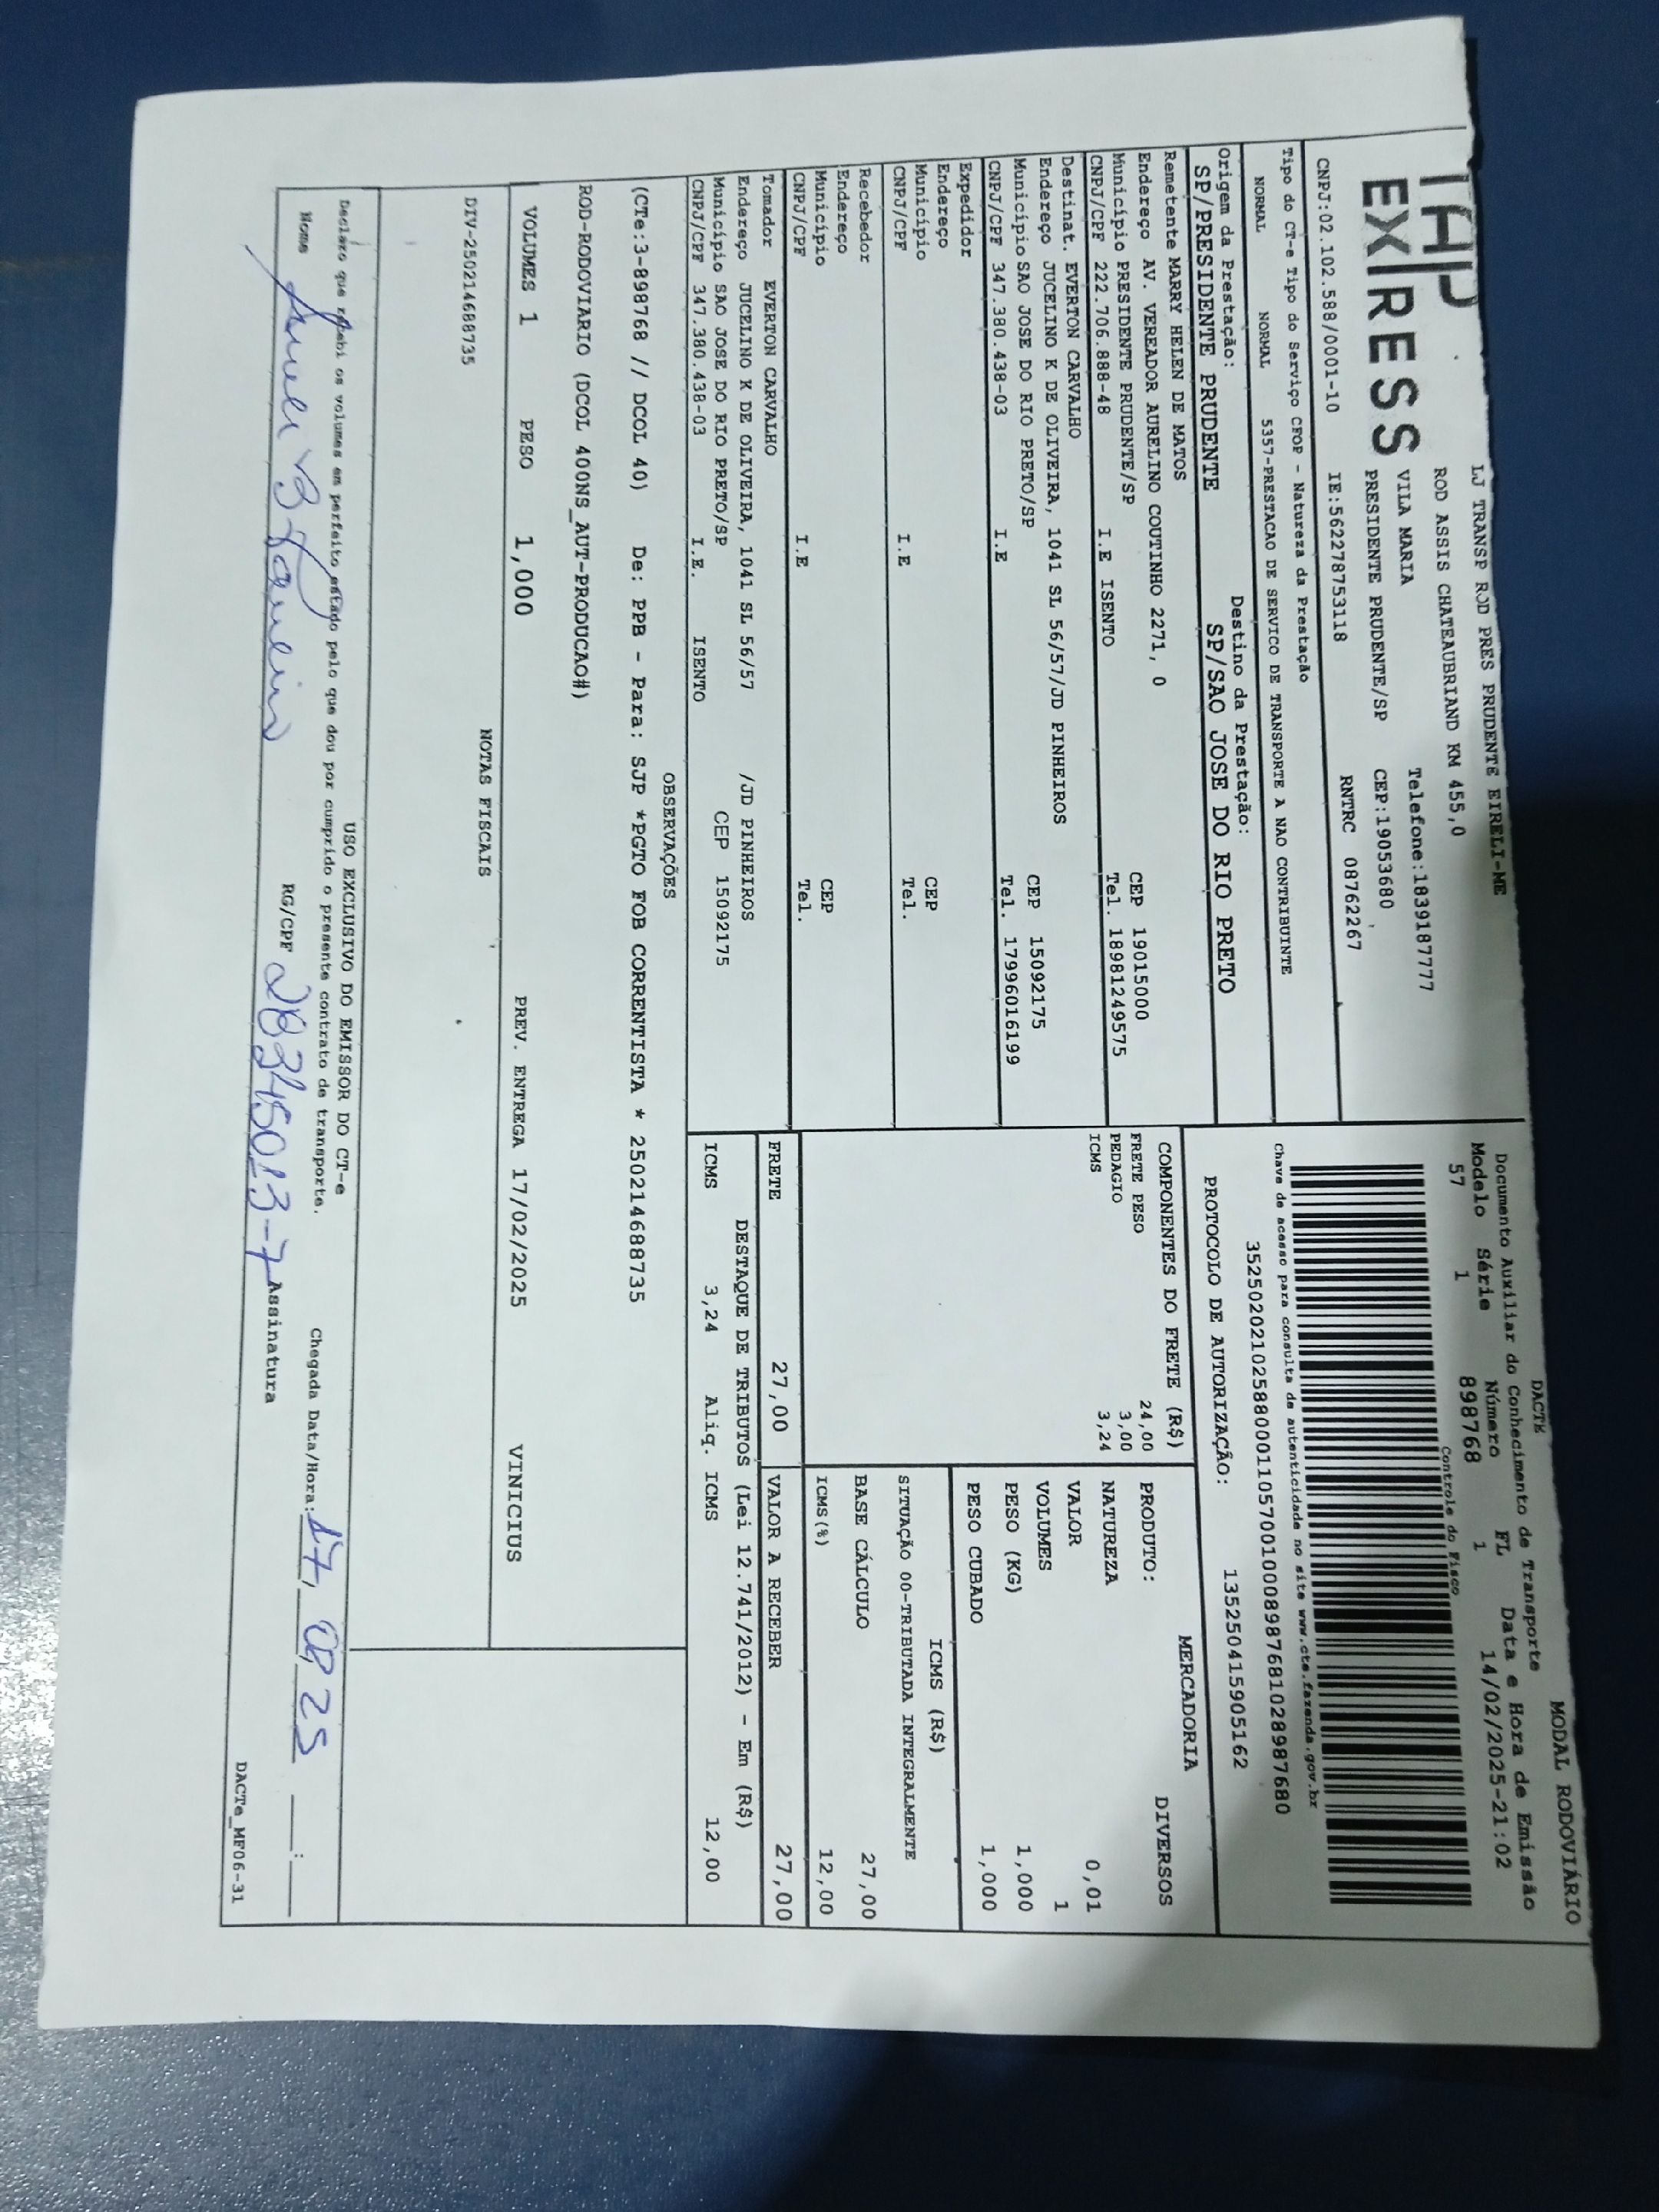 EXPRESS
LJ TRANSP ROD PRES PRUDENTE EIRELI-ME
ROD ASSIS CHATEAUBRIAND KM 455,0
VILA MARIA Telefone:1839187777
PRESIDENTE PRUDENTE/SP CEP:19053680
CNPJ:02.102.588/0001-10 IE:562278753118 RNTRC 08762267
Tipo do CT-e Tipo do Serviço CFOP - Natureza da Prestação
NORMAL NORMAL 5357-PRESTACAO DE SERVICO DE TRANSPORTE A NAO CONTRIBUINTE
Origem da Prestação: Destino da Prestação:
SP/PRESIDENTE PRUDENTE SP/SAO JOSE DO RIO PRETO
Remetente MARRY HELEN DE MATOS
Endereço AV. VEREADOR AURELINO COUTINHO 2271, 0 CEP 19015000
Município PRESIDENTE PRUDENTE/SP Tel. 18981249575
CNPJ/CPF 222.706.888-48 I.E ISENTO
Destinat. EVERTON CARVALHO
Endereço JUCELINO K DE OLIVEIRA, 1041 SL 56/57/JD PINHEIROS
Município SAO JOSE DO RIO PRETO/SP CEP 15092175
CNPJ/CPF 347.380.438-03 I.E Tel. 17996016199
Expedidor
Endereço
Município CEP
CNPJ/CPF I.E Tel.
Recebedor
Endereço
Município CEP
CNPJ/CPF I.E Tel.
Tomador EVERTON CARVALHO
Endereço JUCELINO K DE OLIVEIRA, 1041 SL 56/57 /JD PINHEIROS
Município SAO JOSE DO RIO PRETO/SP CEP 15092175
CNPJ/CPF 347.380.438-03 I.E. ISENTO
MODAL RODOVIÁRIO
DACTE
Documento Auxiliar do Conhecimento de Transporte
Modelo Série Número FL Data e Hora de Emissão
57 1 898768 1 14/02/2025-21:02
Controle do Fisco
Chave de acesso para consulta de autenticidade no site www.cte.fazenda.gov.br
35250202102588000110570010008987681028987680
PROTOCOLO DE AUTORIZAÇÃO: 135250415905162
COMPONENTES DO FRETE (R$)
FRETE PESO 24,00
PEDAGIO 3,00
ICMS 3,24
MERCADORIA
PRODUTO: DIVERSOS
NATUREZA
VALOR 0,01
VOLUMES 1
PESO (KG) 1,000
PESO CUBADO 1,000
ICMS (R$)
SITUAÇÃO 00-TRIBUTADA INTEGRALMENTE
BASE CÁLCULO 27,00
ICMS(%) 12,00
FRETE 27,00 VALOR A RECEBER 27,00
DESTAQUE DE TRIBUTOS (Lei 12.741/2012) - Em (R$)
ICMS 3,24 Aliq. ICMS 12,00
OBSERVAÇÕES
(CTe:3-898768 // DCOL 40) De: PPB - Para: SJP *PGTO FOB CORRENTISTA * 250214688735
ROD-RODOVIARIO (DCOL 400NS_AUT-PRODUCAO#)
VOLUMES 1 PESO 1,000 PREV. ENTREGA 17/02/2025 VINICIUS
NOTAS FISCAIS
DIV-250214688735
USO EXCLUSIVO DO EMISSOR DO CT-e
Declaro que recebi os volumes em perfeito estado pelo que dou por cumprido o presente contrato de transporte.
Chegada Data/Hora: 17, 02 25 :
Nome RG/CPF Assinatura
DACTe_MF06-31